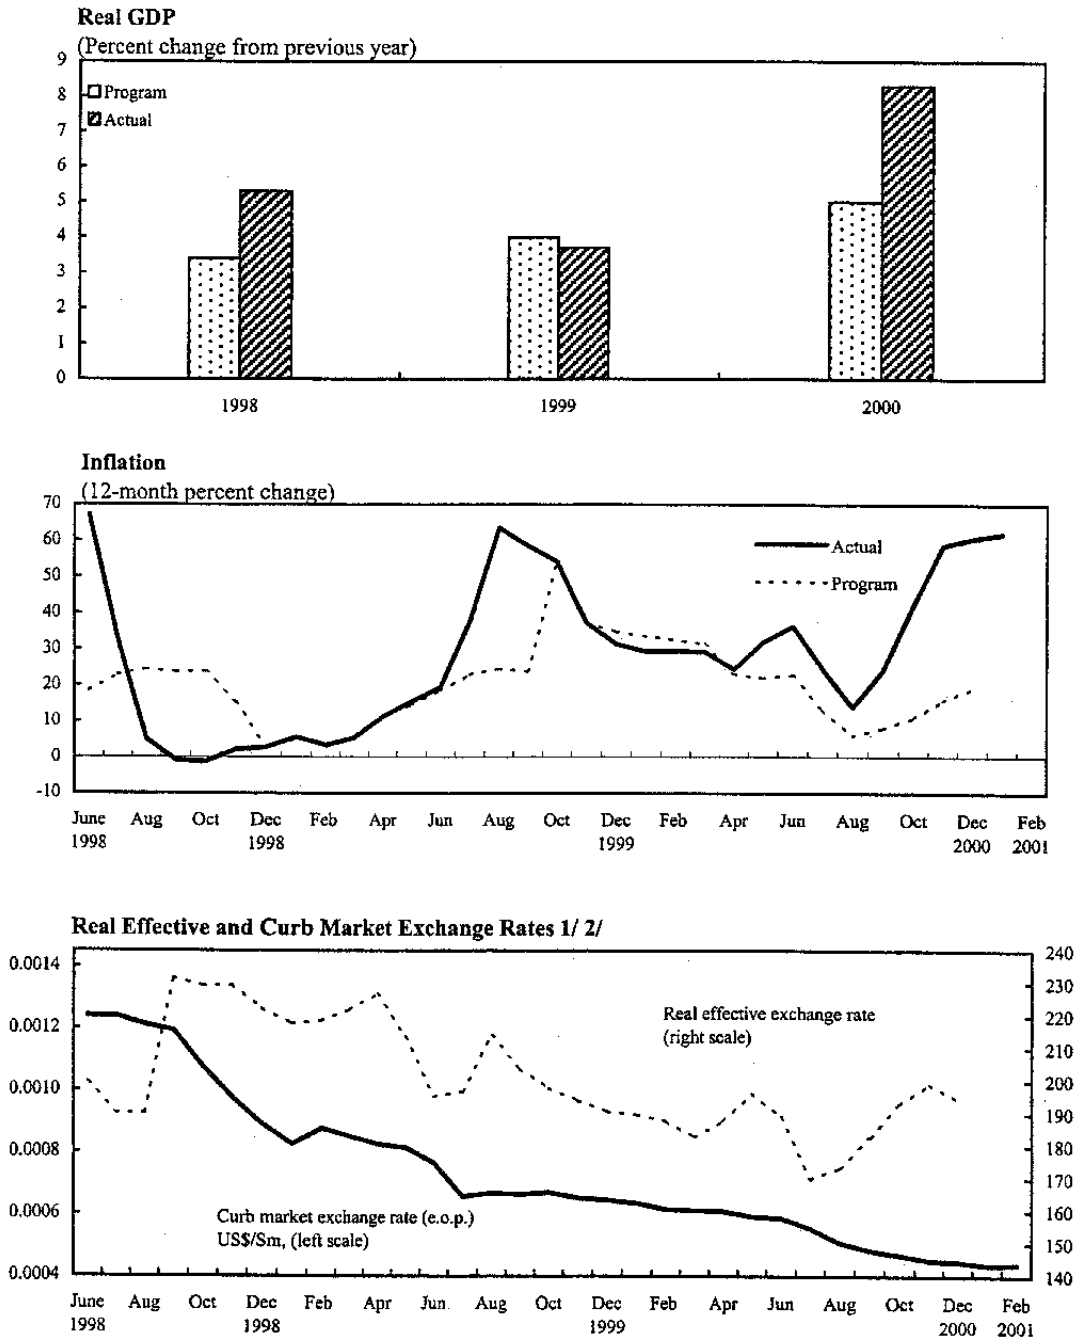 Real GDP
(Percent change from previous year)
9
8
7
6
5
4
3
2
1
0
Program
Actual
1998 1999 2000
Inflation
(12-month percent change)
70
60
50
40
30
20
10
0
-10
Actual
Program
June Aug Oct Dec Feb Apr Jun Aug Oct Dec Feb Apr Jun Aug Oct Dec Feb
1998 1998 1999 2000 2001
Real Effective and Curb Market Exchange Rates 1/ 2/
0.0014
0.0012
0.0010
0.0008
0.0006
0.0004
240
230
220
210
200
190
180
170
160
150
140
Real effective exchange rate
(right scale)
Curb market exchange rate (e.o.p.)
US$/Sm, (left scale)
June Aug Oct Dec Feb Apr Jun Aug Oct Dec Feb Apr Jun Aug Oct Dec Feb
1998 1998 1999 2000 2001